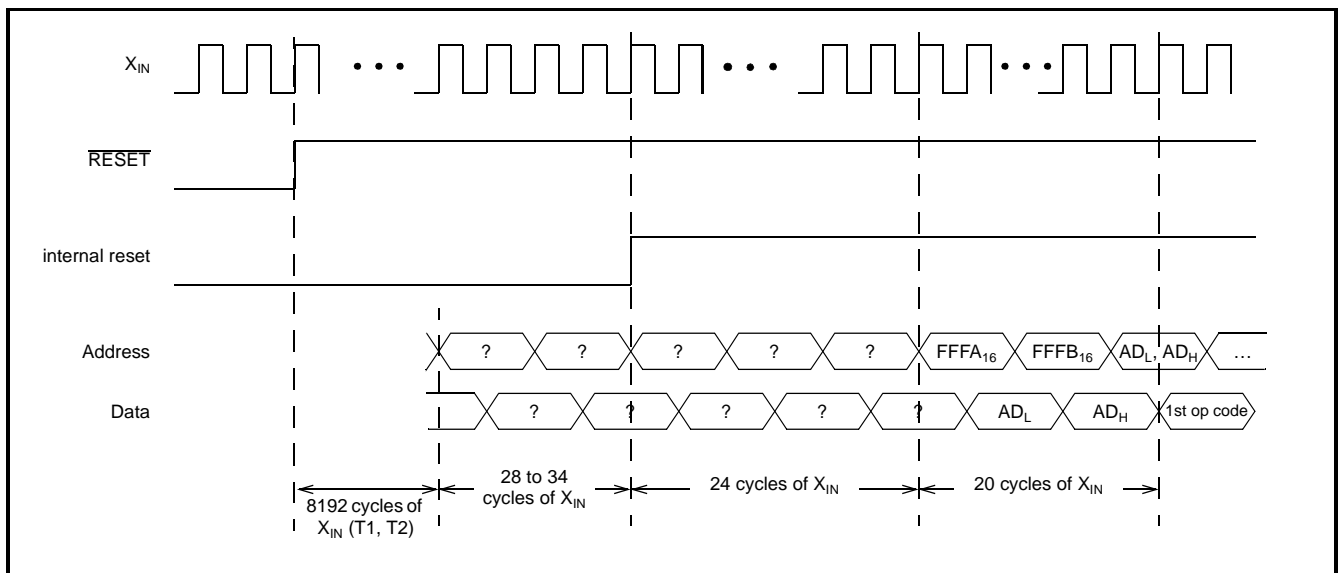 XIN
RESET
internal reset
Address ? ? ? ? ? FFFA16 FFFB16 ADL, ADH ...
Data ? ? ? ? ? ADL ADH 1st op code
8192 cycles of
XIN (T1, T2)
28 to 34
cycles of XIN
24 cycles of XIN
20 cycles of XIN